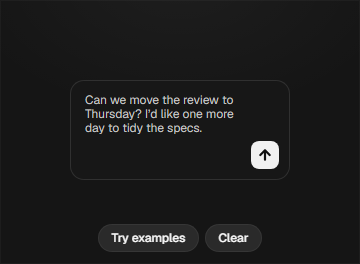 Can we move the review to
Thursday? I'd like one more
day to tidy the specs.
Try examples
Clear